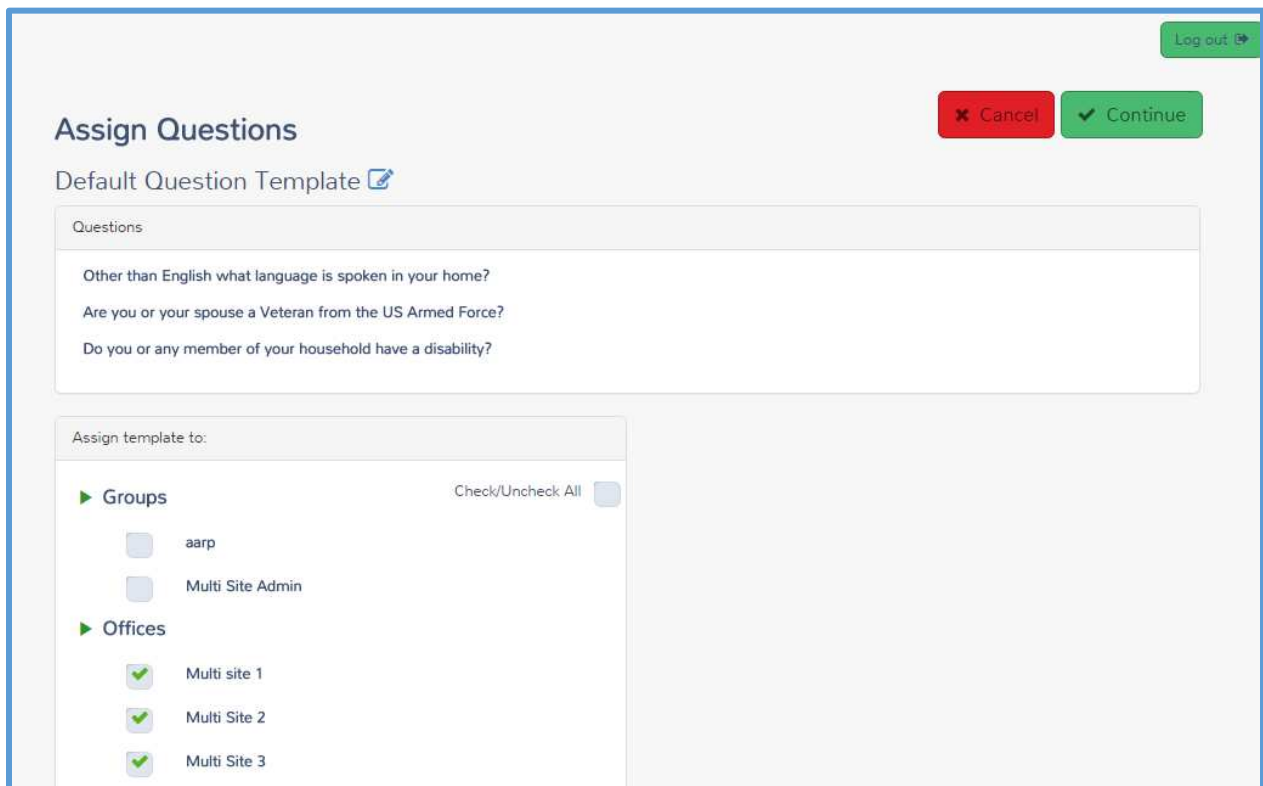 Log out
Assign Questions
Cancel
Continue
Default Question Template
Questions
Other than English what language is spoken in your home?
Are you or your spouse a Veteran from the US Armed Force?
Do you or any member of your household have a disability?
Assign template to:
Groups
Check/Uncheck All
aarp
Multi Site Admin
Offices
Multi site 1
Multi Site 2
Multi Site 3